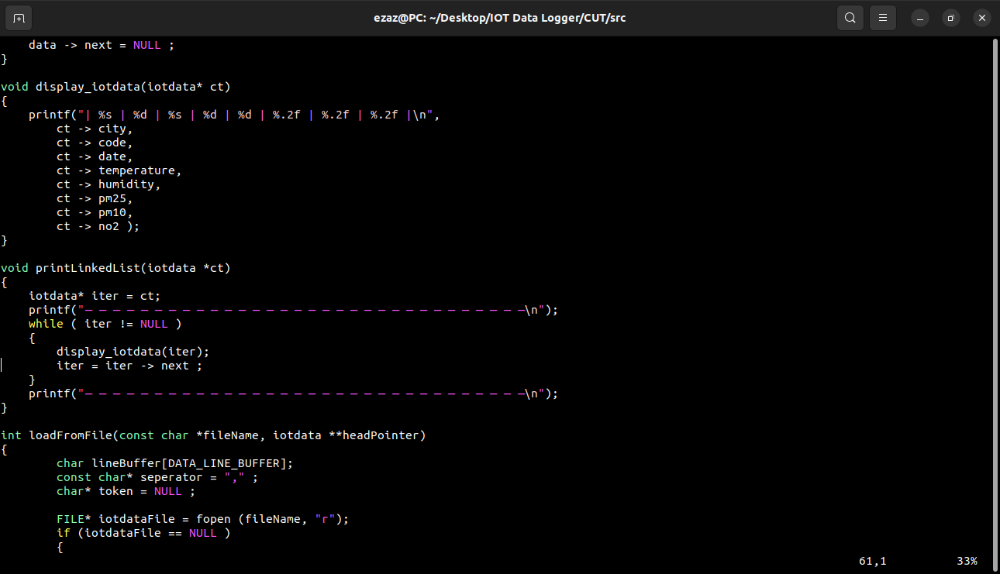 ezaz@PC: ~/Desktop/IOT Data Logger/CUT/src
    data -> next = NULL ;
}

void display_iotdata(iotdata* ct)
{
    printf("| %s | %d | %s | %d | %d | %.2f | %.2f | %.2f |\n",
        ct -> city,
        ct -> code,
        ct -> date,
        ct -> temperature,
        ct -> humidity,
        ct -> pm25,
        ct -> pm10,
        ct -> no2 );
}

void printLinkedList(iotdata *ct)
{
    iotdata* iter = ct;
    printf("– – – – – – – – – – – – – – – – – – – – – – – – – – – – – – – –\n");
    while ( iter != NULL )
    {
        display_iotdata(iter);
        iter = iter -> next ;
    }
    printf("– – – – – – – – – – – – – – – – – – – – – – – – – – – – – – – –\n");
}

int loadFromFile(const char *fileName, iotdata **headPointer)
{
        char lineBuffer[DATA_LINE_BUFFER];
        const char* seperator = "," ;
        char* token = NULL ;

        FILE* iotdataFile = fopen (fileName, "r");
        if (iotdataFile == NULL )
        {
61,1 33%